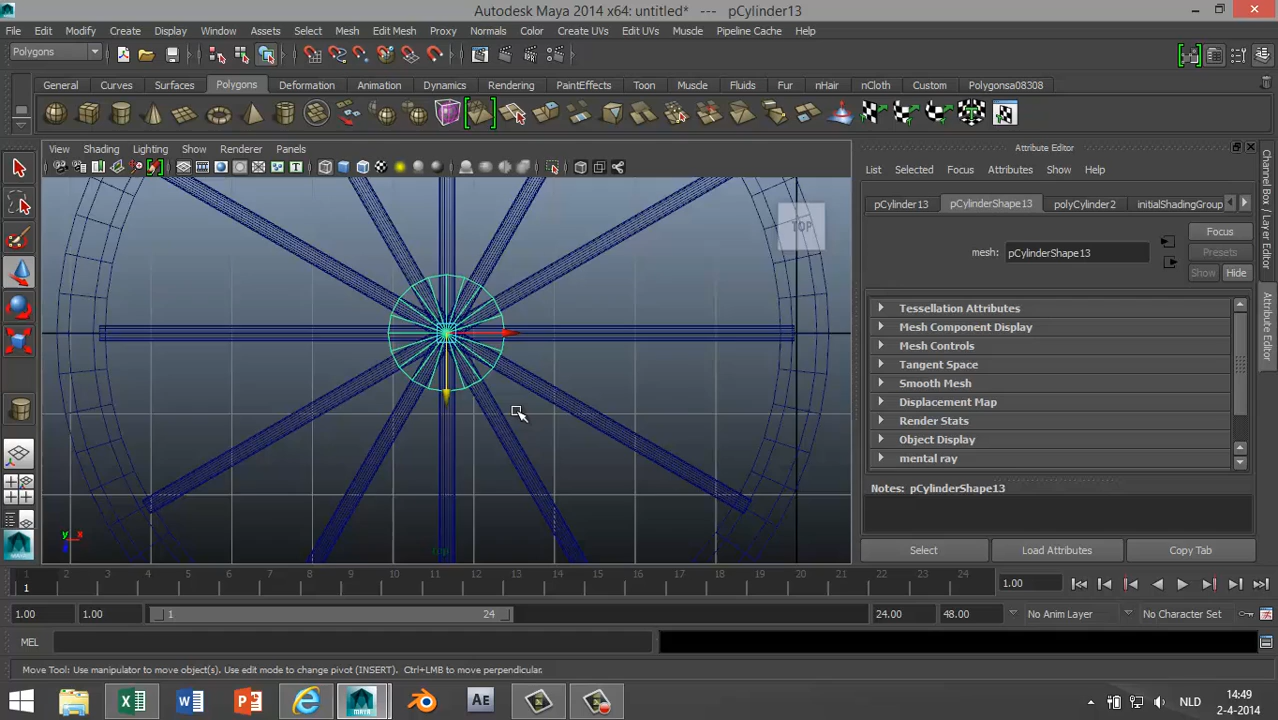 Autodesk Maya 2014 x64: untitled* --- pCylinder13
File Edit Modify Create Display Window Assets Select Mesh Edit Mesh Proxy Normals Color Create UVs Edit UVs Muscle Pipeline Cache Help
Polygons
General Curves Surfaces Polygons Deformation Animation Dynamics Rendering PaintEffects Toon Muscle Fluids Fur nHair nCloth Custom Polygonsa08308
View Shading Lighting Show Renderer Panels
Attribute Editor
List Selected Focus Attributes Show Help
pCylinder13 pCylinderShape13 polyCylinder2 initialShadingGroup
mesh: pCylinderShape13
Focus
Presets
Show Hide
TOP
Tessellation Attributes
Mesh Component Display
Mesh Controls
Tangent Space
Smooth Mesh
Displacement Map
Render Stats
Object Display
mental ray
Notes: pCylinderShape13
Select Load Attributes Copy Tab
Channel Box / Layer Editor
Attribute Editor
y x
1 2 3 4 5 6 7 8 9 10 11 12 13 14 15 16 17 18 19 20 21 22 23 24
1
1.00
1.00 1.00 1 24 24.00 48.00 No Anim Layer No Character Set
MEL
Move Tool: Use manipulator to move object(s). Use edit mode to change pivot (INSERT). Ctrl+LMB to move perpendicular.
NLD
14:49
2-4-2014